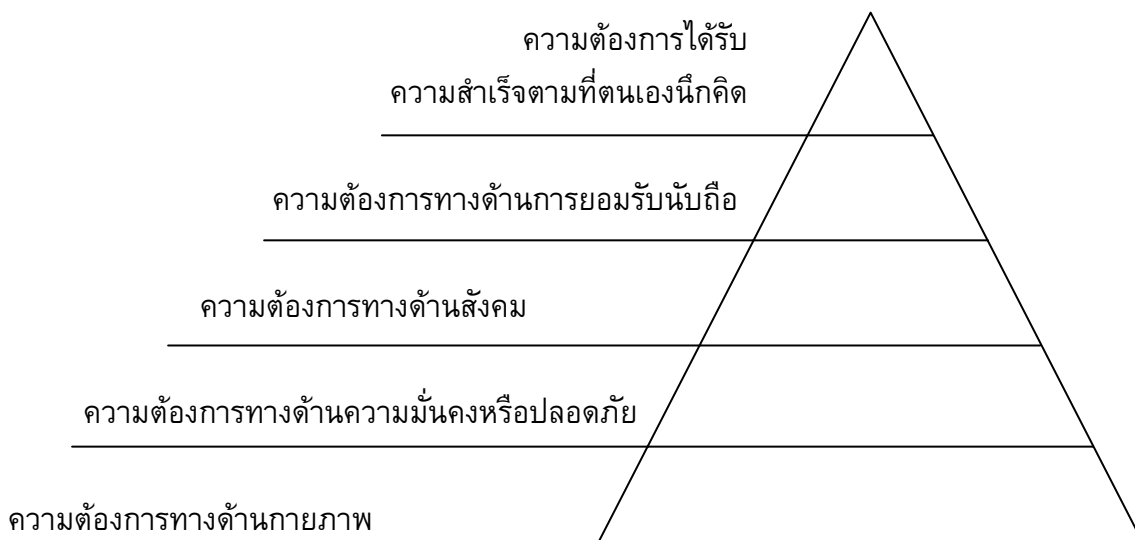 ความต้องการได้รับ
ความสำเร็จตามที่ตนเองนึกคิด
ความต้องการทางด้านการยอมรับนับถือ
ความต้องการทางด้านสังคม
ความต้องการทางด้านความมั่นคงหรือปลอดภัย
ความต้องการทางด้านกายภาพ